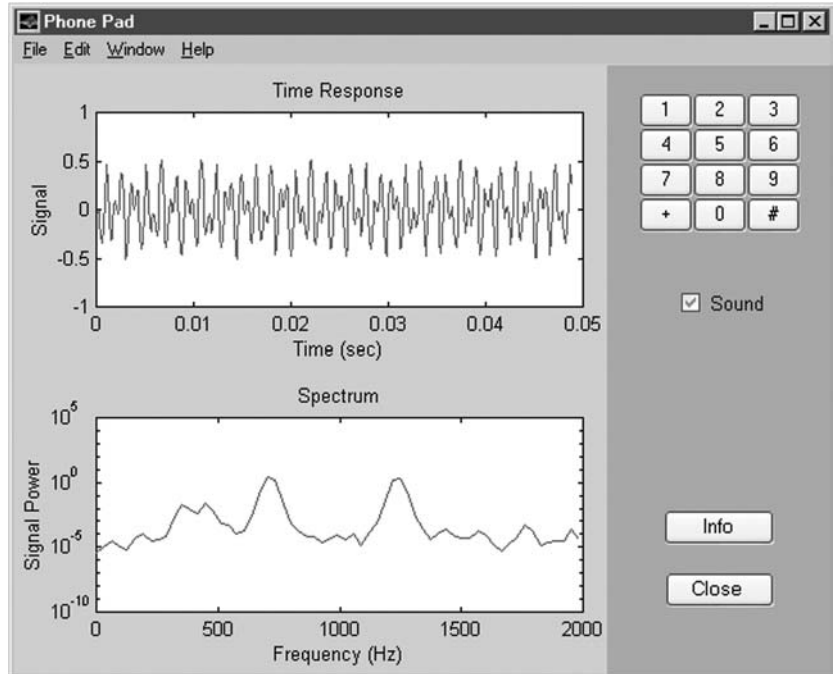 Phone Pad
File Edit Window Help
Time Response
1
0.5
0
-0.5
-1
Signal
0 0.01 0.02 0.03 0.04 0.05
Time (sec)
Spectrum
10^5
10^0
10^-5
10^-10
Signal Power
0 500 1000 1500 2000
Frequency (Hz)
1 2 3
4 5 6
7 8 9
+ 0 #
Sound
Info
Close